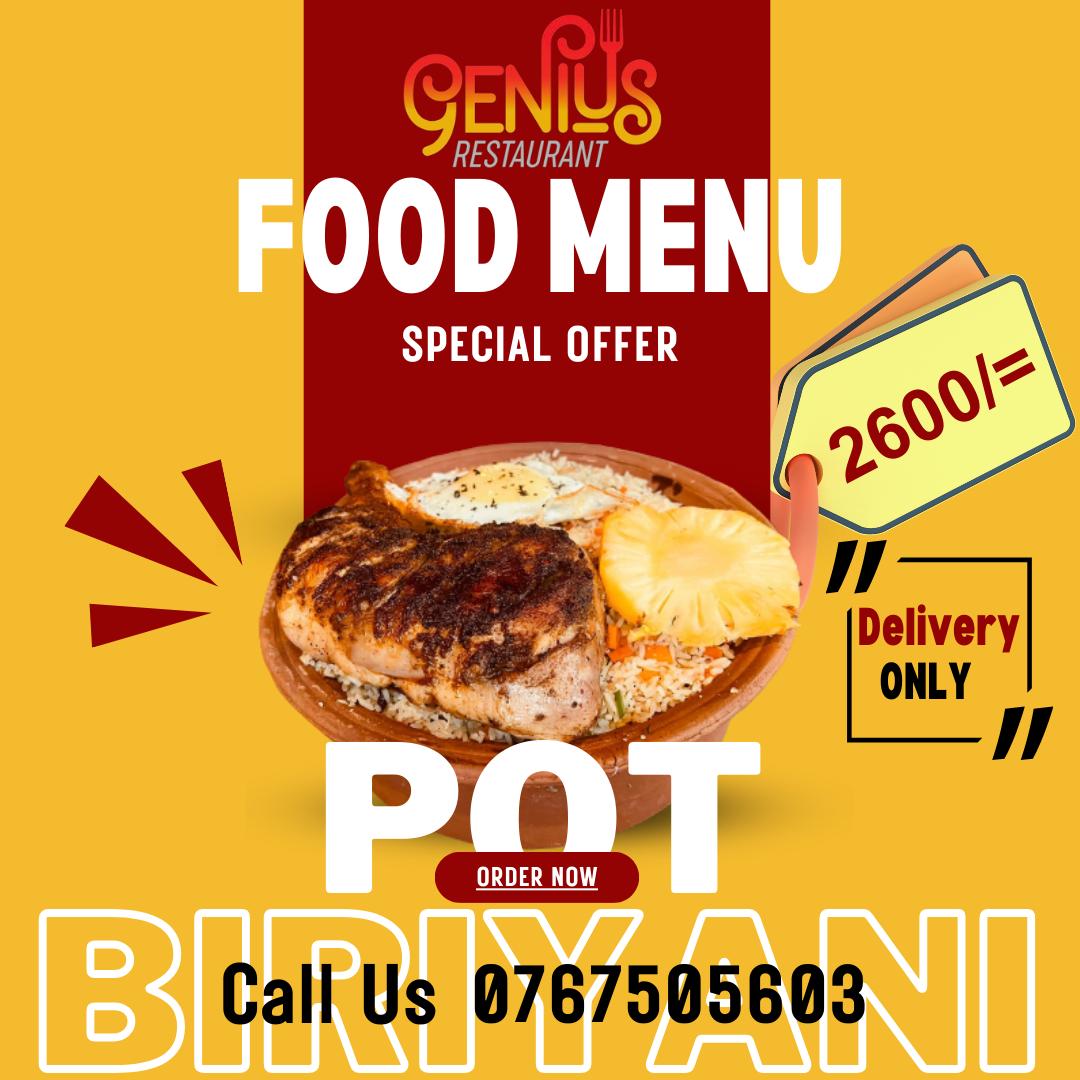 GENIUS
RESTAURANT
FOOD MENU
SPECIAL OFFER
2600/=
Delivery
ONLY
POT
ORDER NOW
BIRIYANI
Call Us 0767505603